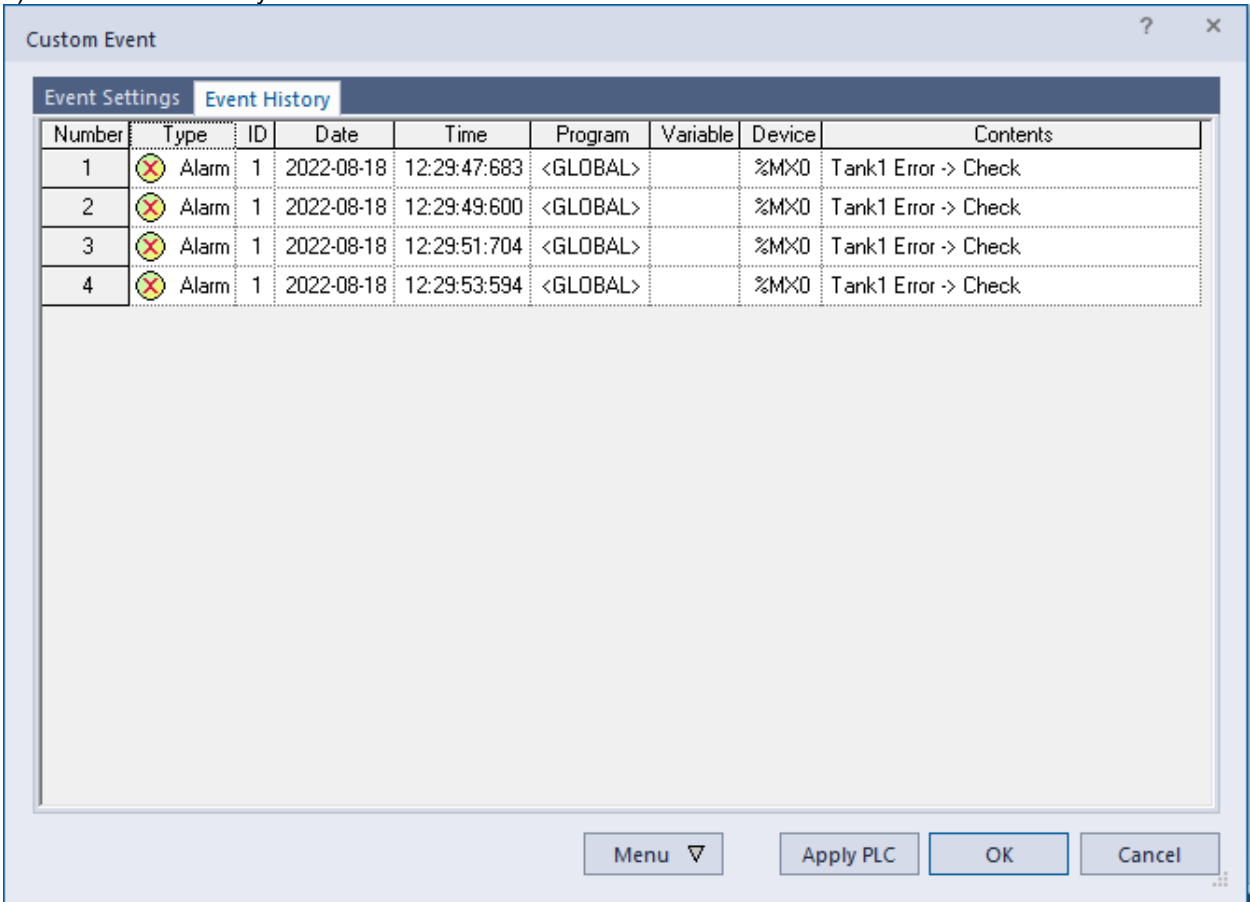 Custom Event ? ×
Event Settings Event History
Number Type ID Date Time Program Variable Device Contents
1 Alarm 1 2022-08-18 12:29:47:683 <GLOBAL> %MX0 Tank1 Error -> Check
2 Alarm 1 2022-08-18 12:29:49:600 <GLOBAL> %MX0 Tank1 Error -> Check
3 Alarm 1 2022-08-18 12:29:51:704 <GLOBAL> %MX0 Tank1 Error -> Check
4 Alarm 1 2022-08-18 12:29:53:594 <GLOBAL> %MX0 Tank1 Error -> Check
Menu Apply PLC OK Cancel